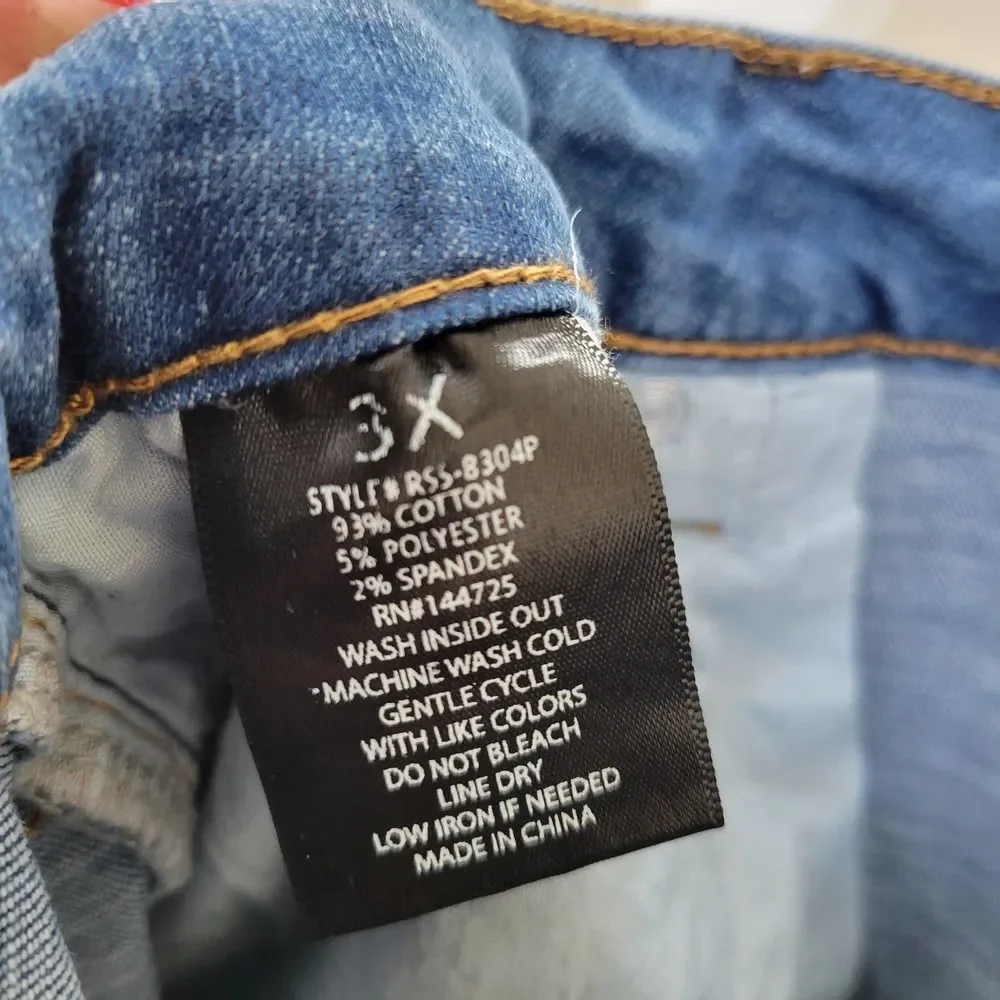 3X
STYLE# RSS-8304P
93% COTTON
5% POLYESTER
2% SPANDEX
RN#144725
WASH INSIDE OUT
MACHINE WASH COLD
GENTLE CYCLE
WITH LIKE COLORS
DO NOT BLEACH
LINE DRY
LOW IRON IF NEEDED
MADE IN CHINA